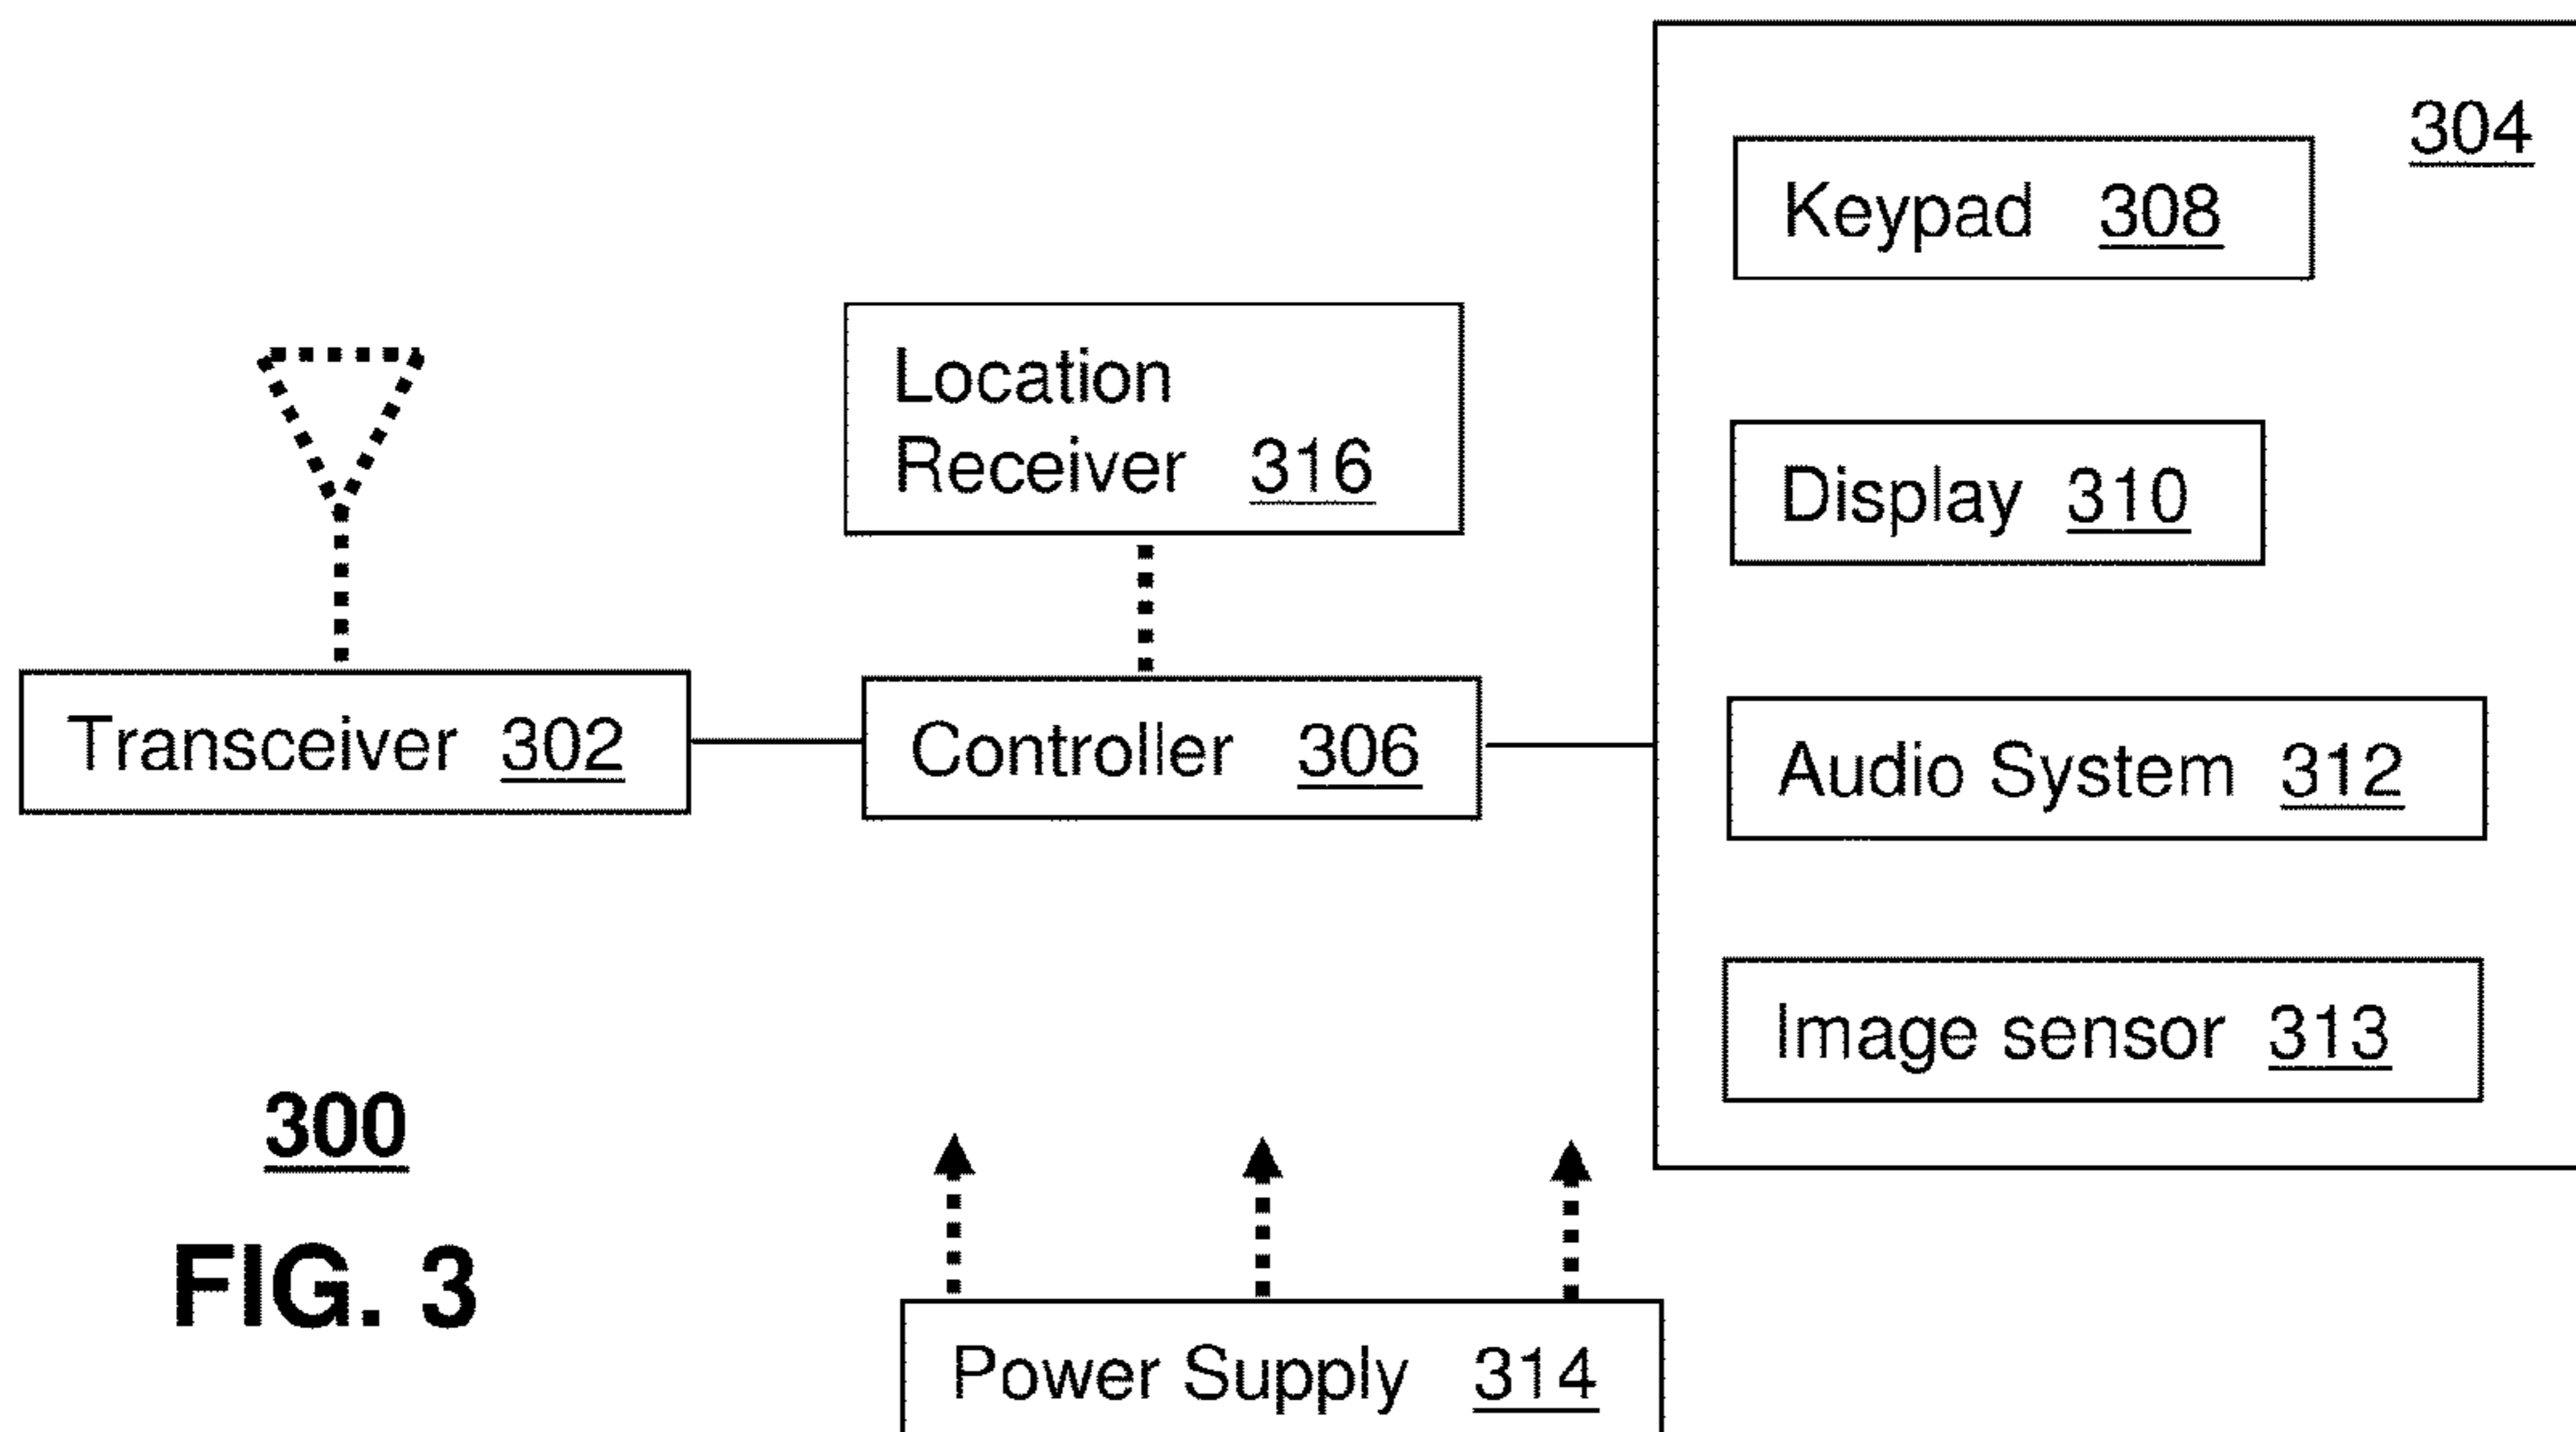 304
Keypad 308
Location
Receiver 316
Display 310
Transceiver 302
Controller 306
Audio System 312
Image sensor 313
300
FIG. 3
Power Supply 314